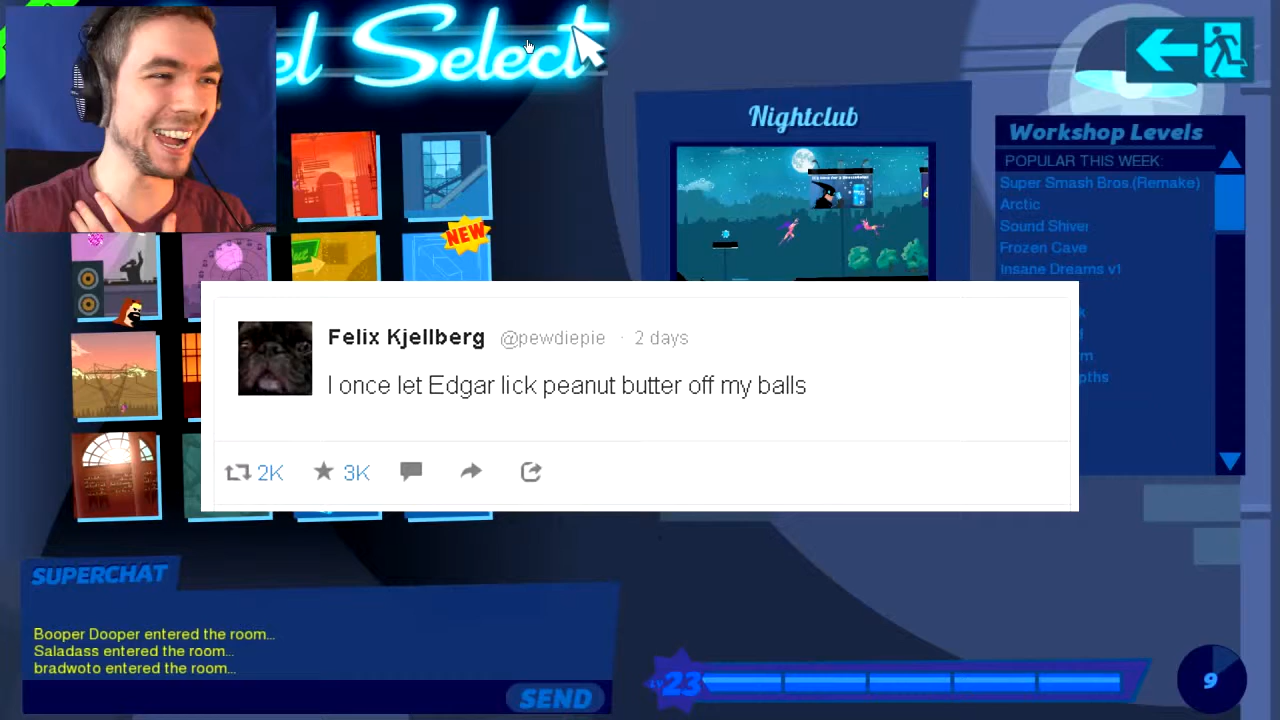 el Select
Nightclub
Workshop Levels
POPULAR THIS WEEK:
Super Smash Bros (Remake)
Arctic
Sound Shiver
Frozen Cave
Insane Dreams v1
NEW
Felix Kjellberg @pewdiepie · 2 days
I once let Edgar lick peanut butter off my balls
2K 3K
SUPERCHAT
Booper Dooper entered the room...
Saladass entered the room...
bradwoto entered the room...
SEND
LV 23
9